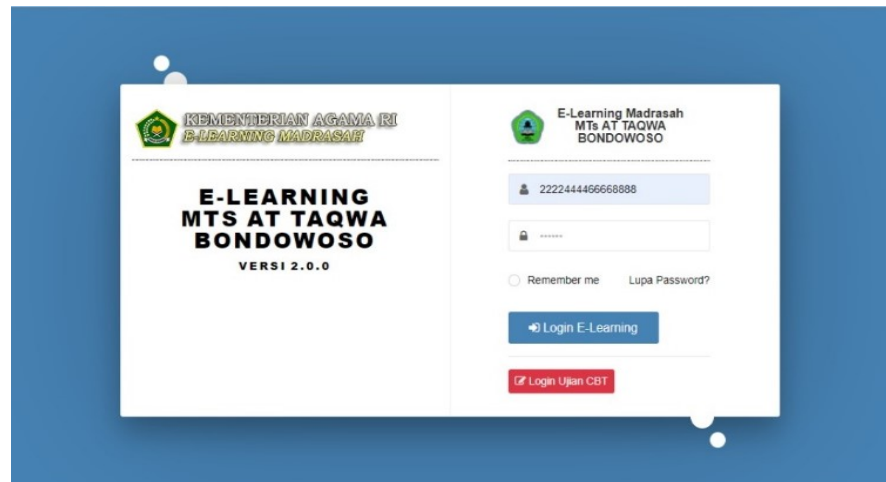 KEMENTERIAN AGAMA RI
E-LEARNING MADRASAH
E-LEARNING
MTS AT TAQWA
BONDOWOSO
VERSI 2.0.0
E-Learning Madrasah
MTs AT TAQWA
BONDOWOSO
2222444466668888
------
Remember me Lupa Password?
Login E-Learning
Login Ujian CBT